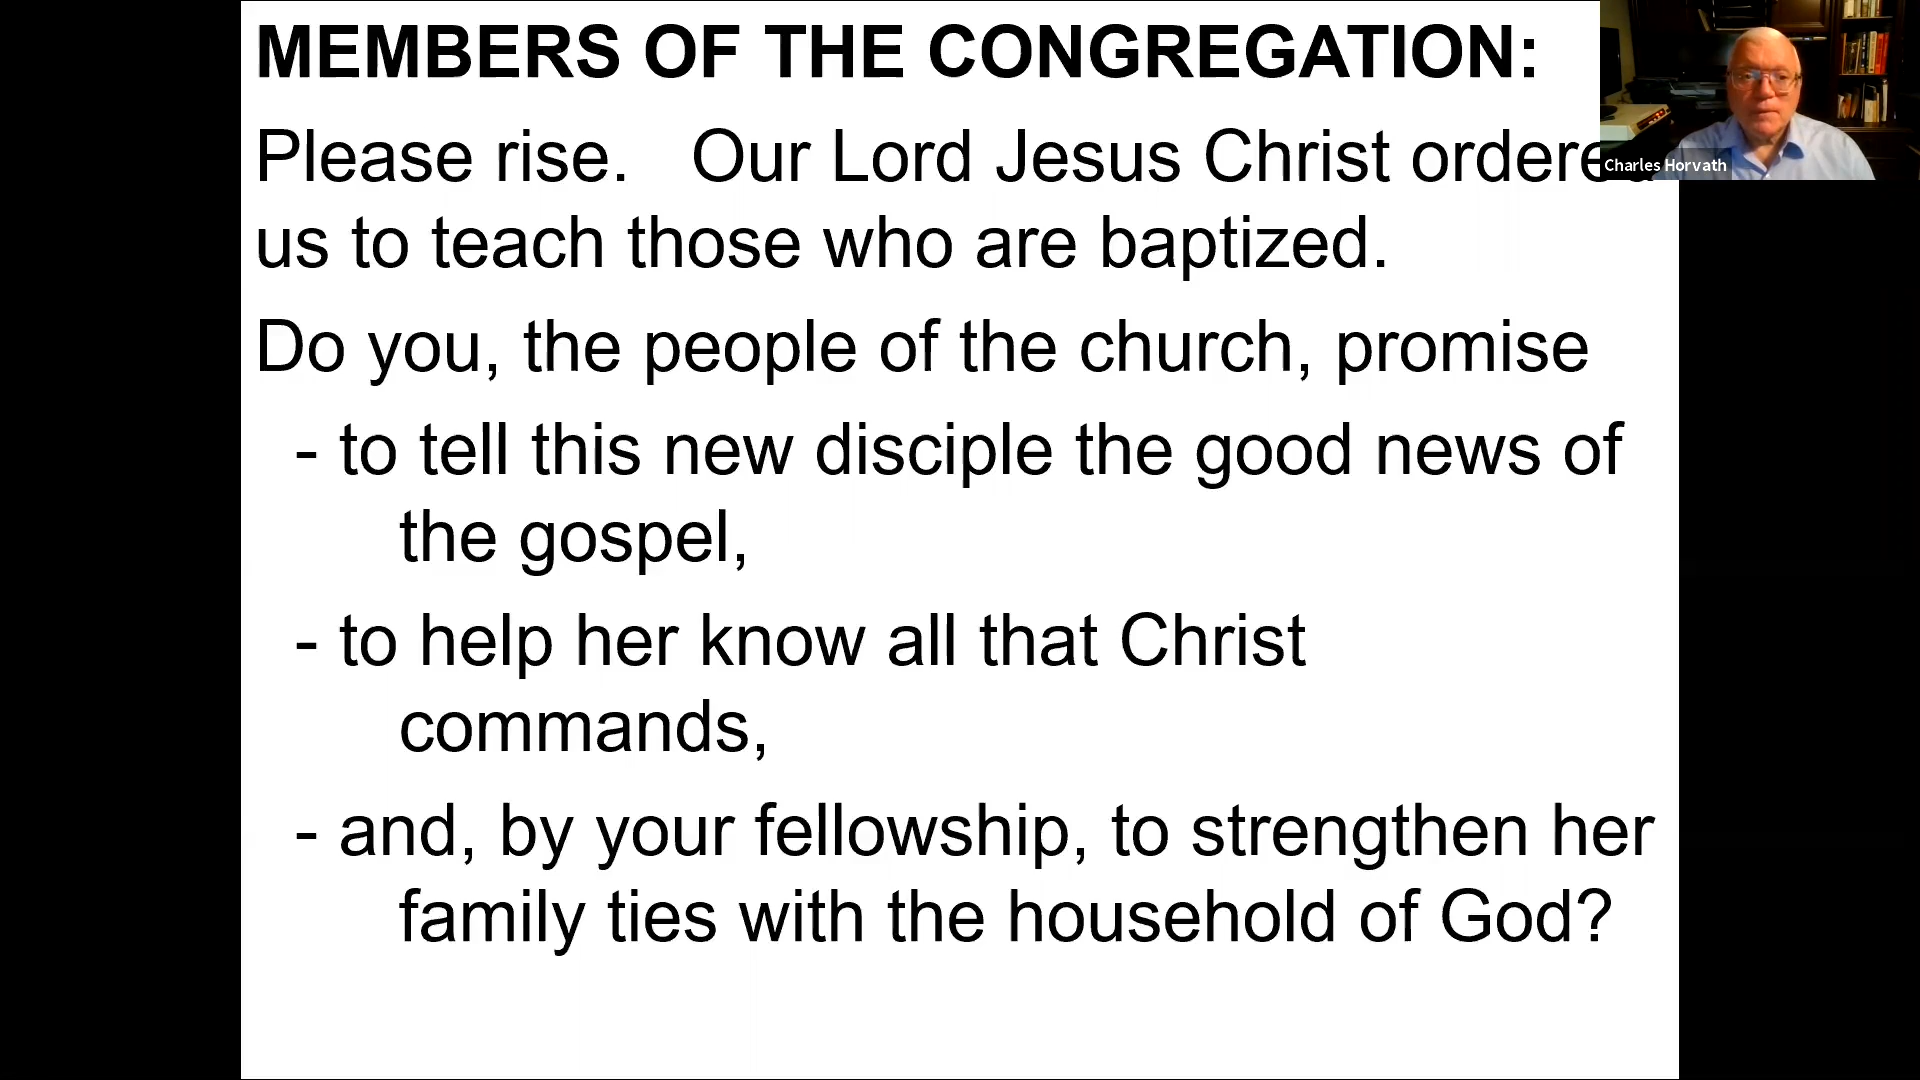 MEMBERS OF THE CONGREGATION:
Please rise. Our Lord Jesus Christ
Charles Horvath
us to teach those who are baptized.
Do you, the people of the church, promise
- to tell this new disciple the good news of
the gospel,
- to help her know all that Christ
commands,
- and, by your fellowship, to strengthen her
family ties with the household of God?